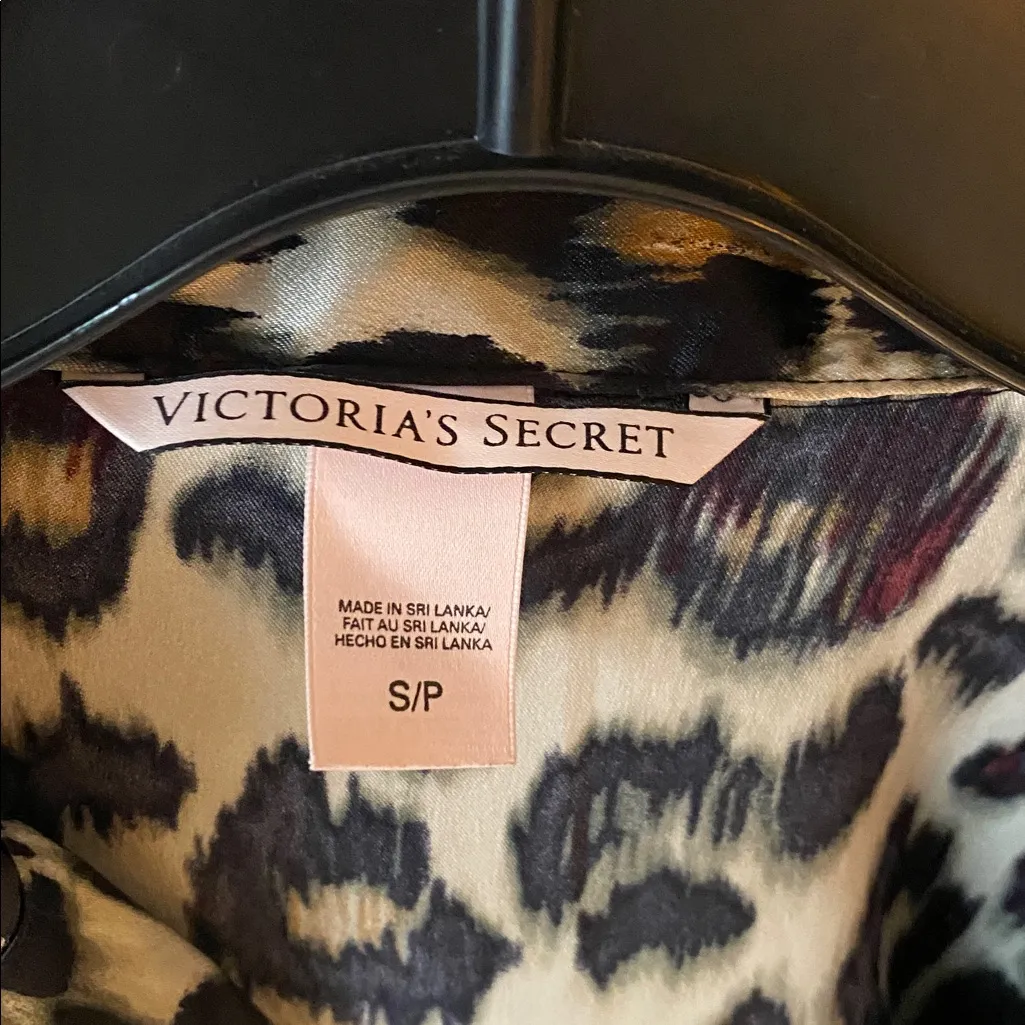 VICTORIA'S SECRET
MADE IN SRI LANKA/
FAIT AU SRI LANKA/
HECHO EN SRI LANKA
S/P